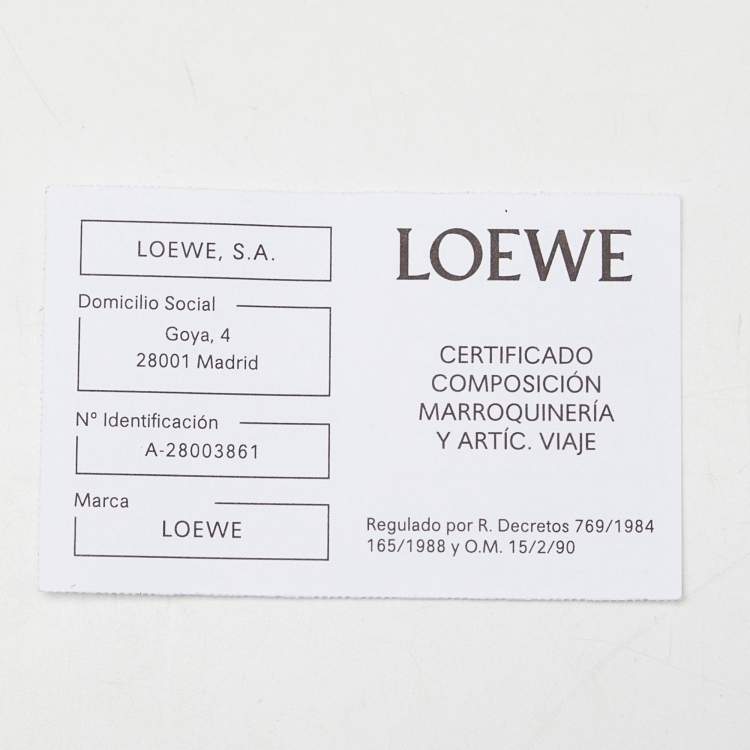 LOEWE, S.A.
Domicilio Social
Goya, 4
28001 Madrid
Nº Identificación
A-28003861
Marca
LOEWE
LOEWE
CERTIFICADO
COMPOSICIÓN
MARROQUINERÍA
Y ARTÍC. VIAJE
Regulado por R. Decretos 769/1984
165/1988 y O.M. 15/2/90